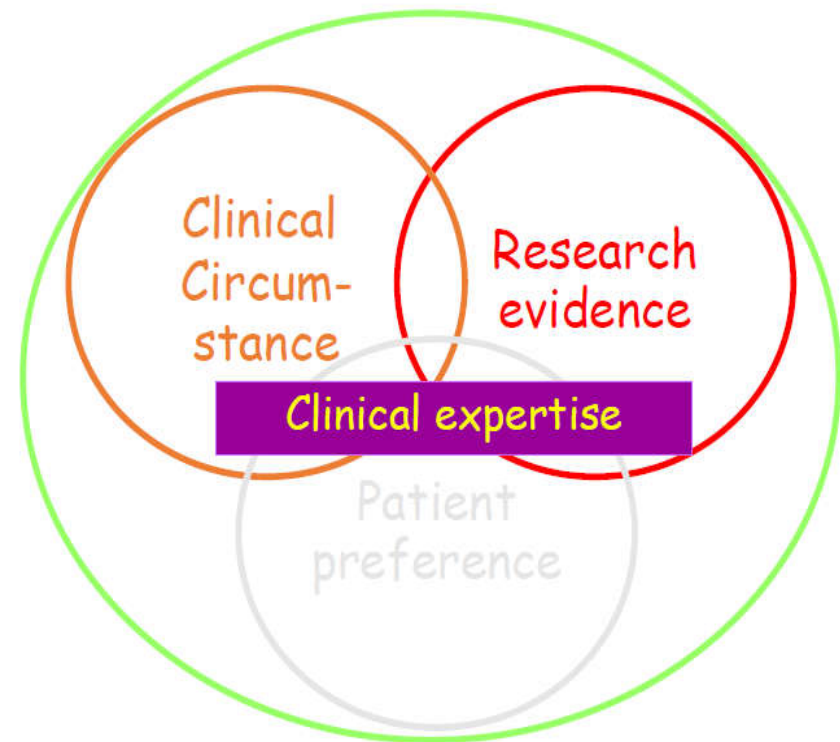 Clinical
Circum-
stance
Research
evidence
Clinical expertise
Patient
preference